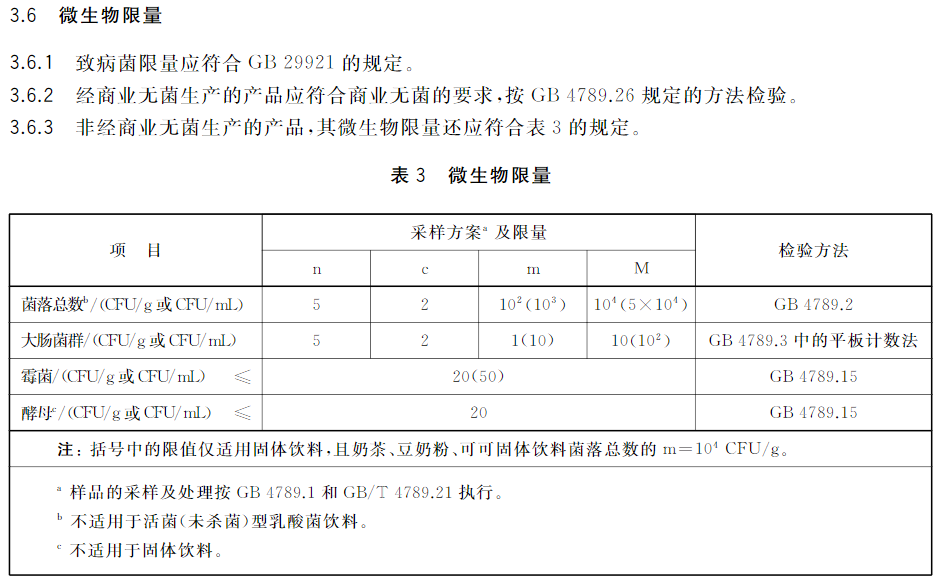 3.6 微生物限量
3.6.1 致病菌限量应符合 GB 29921 的规定。
3.6.2 经商业无菌生产的产品应符合商业无菌的要求,按 GB 4789.26 规定的方法检验。
3.6.3 非经商业无菌生产的产品,其微生物限量还应符合表 3 的规定。
表 3 微生物限量
项 目 采样方案ᵃ 及限量 检验方法
n c m M
菌落总数ᵇ/(CFU/g 或 CFU/mL) 5 2 10²(10³) 10⁴(5×10⁴) GB 4789.2
大肠菌群/(CFU/g 或 CFU/mL) 5 2 1(10) 10(10²) GB 4789.3 中的平板计数法
霉菌/(CFU/g 或 CFU/mL) ≤ 20(50) GB 4789.15
酵母ᶜ/(CFU/g 或 CFU/mL) ≤ 20 GB 4789.15
注: 括号中的限值仅适用固体饮料,且奶茶、豆奶粉、可可固体饮料菌落总数的 m=10⁴ CFU/g。
ᵃ 样品的采样及处理按 GB 4789.1 和 GB/T 4789.21 执行。
ᵇ 不适用于活菌(未杀菌)型乳酸菌饮料。
ᶜ 不适用于固体饮料。